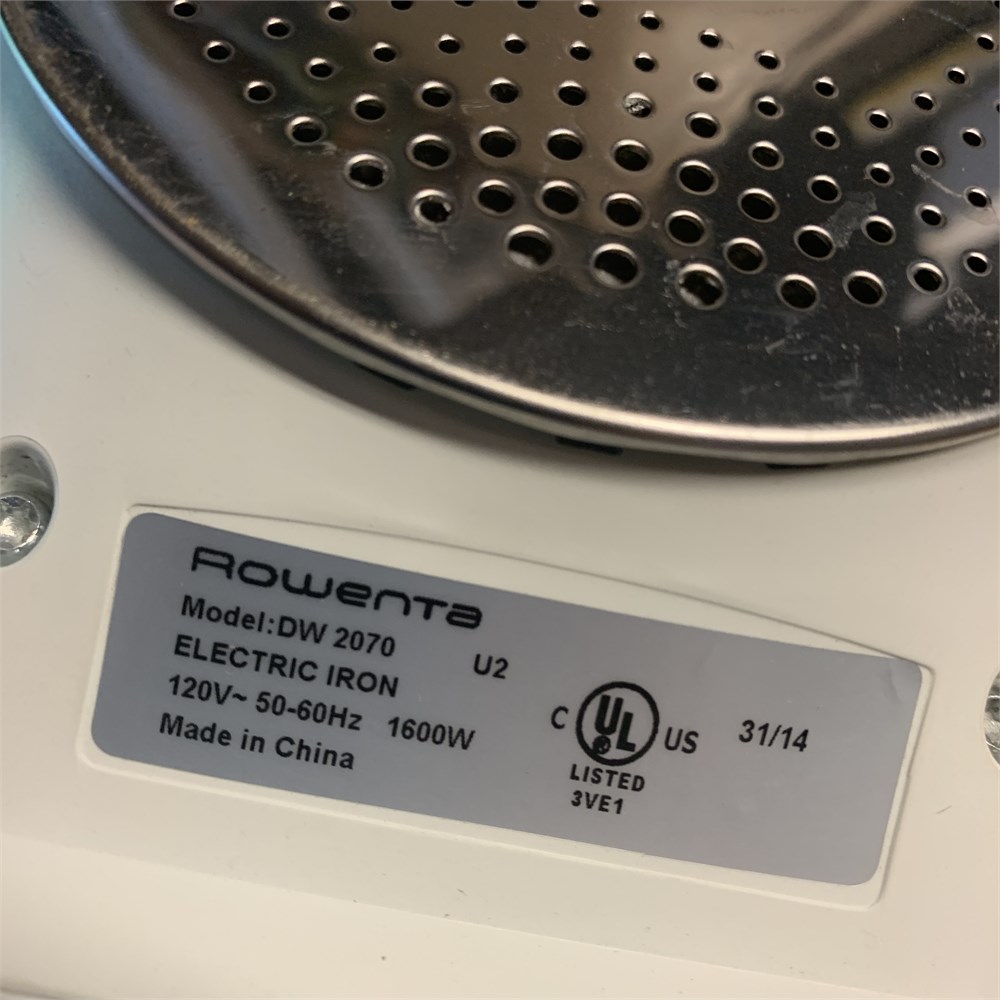 Rowenta
Model:DW 2070 U2
ELECTRIC IRON
120V~ 50-60Hz 1600W
Made in China
C UL US 31/14
LISTED
3VE1